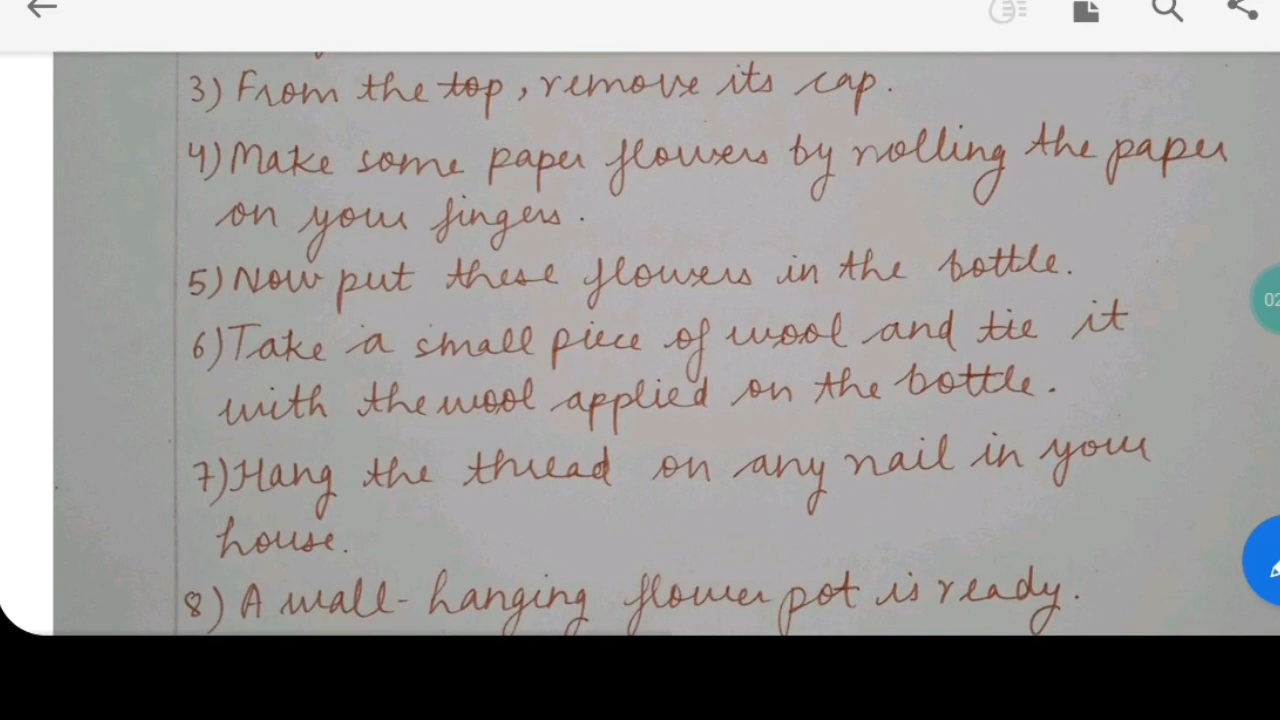 3) From the top, remove its cap.
4) Make some paper flowers by rolling the paper
on your fingers.
5) Now put these flowers in the bottle.
6) Take a small piece of wool and tie it
with the wool applied on the bottle.
7) Hang the thread on any nail in your
house.
8) A wall-hanging flower pot is ready.
02